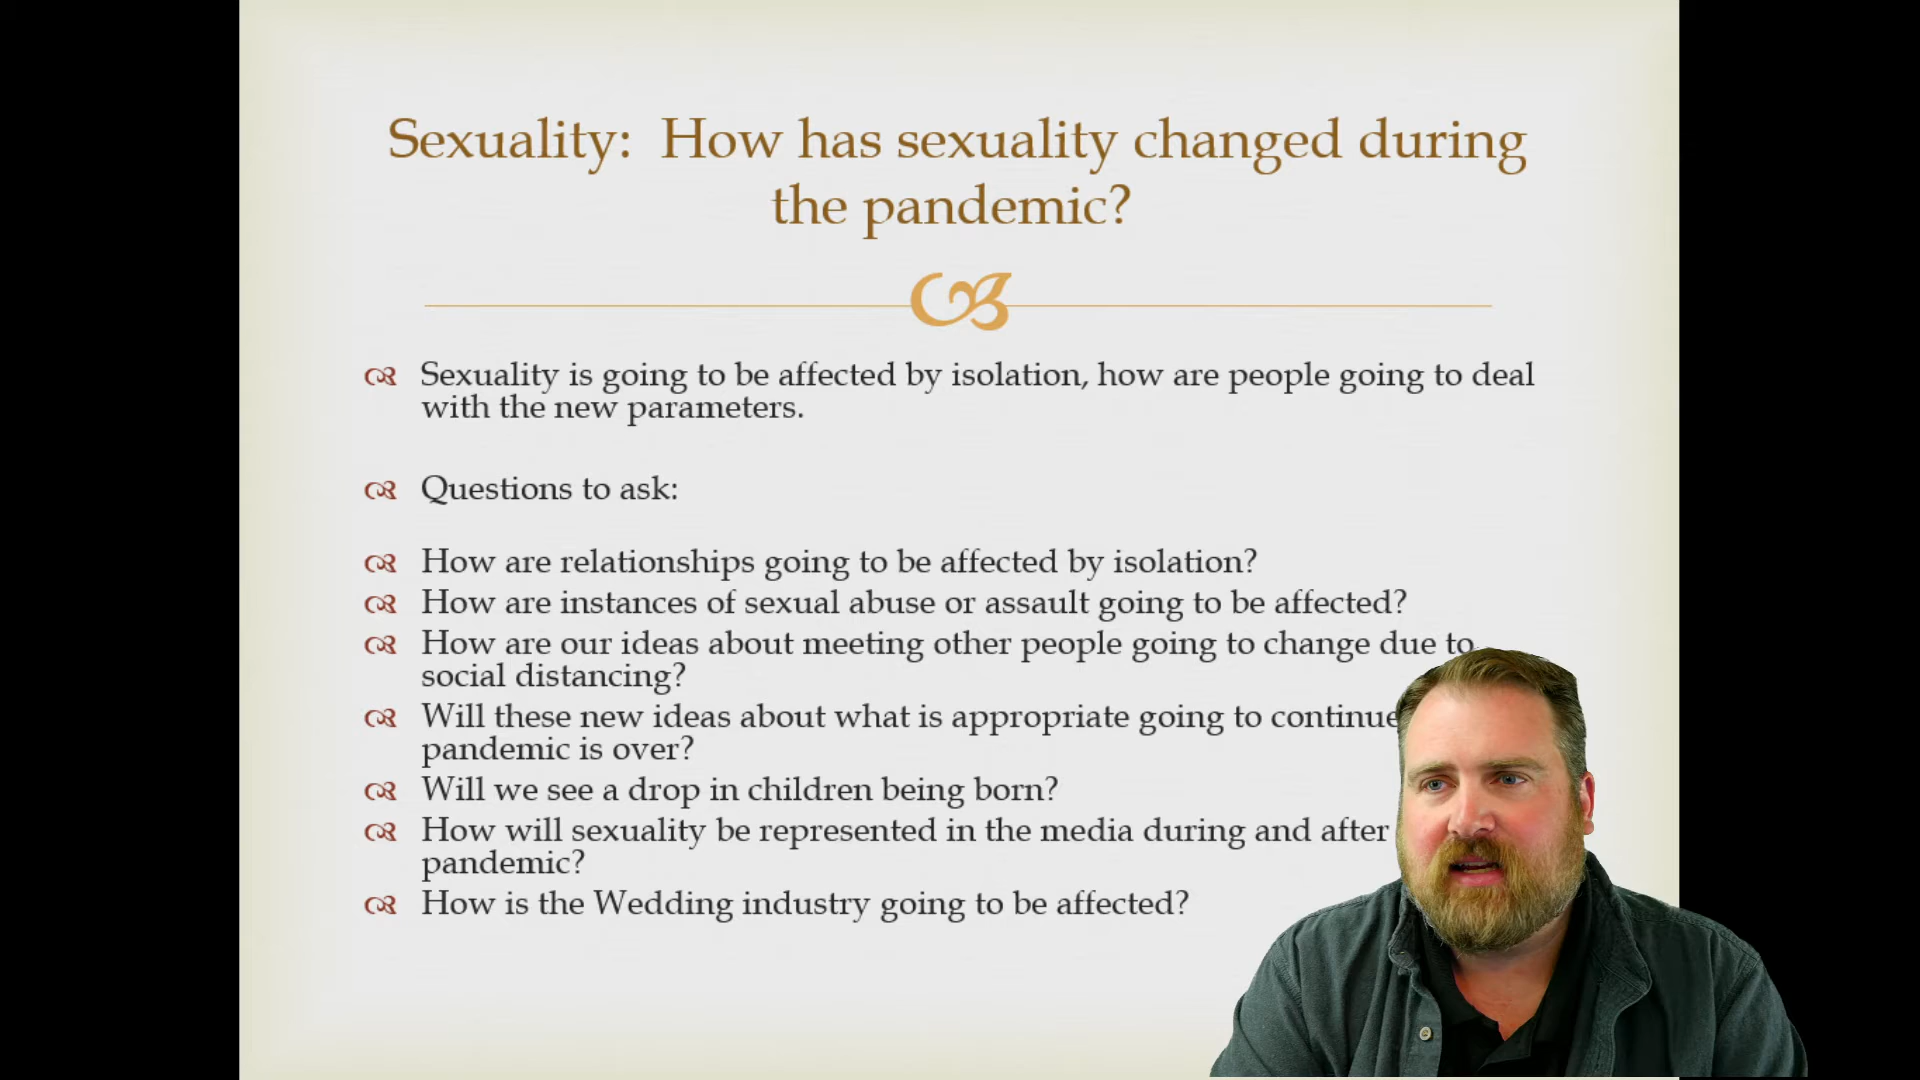 Sexuality:  How has sexuality changed during
the pandemic?
Sexuality is going to be affected by isolation, how are people going to deal
with the new parameters.
Questions to ask:
How are relationships going to be affected by isolation?
How are instances of sexual abuse or assault going to be affected?
How are our ideas about meeting other people going to change due to
social distancing?
Will these new ideas about what is appropriate going to continue
pandemic is over?
Will we see a drop in children being born?
How will sexuality be represented in the media during and after
pandemic?
How is the Wedding industry going to be affected?